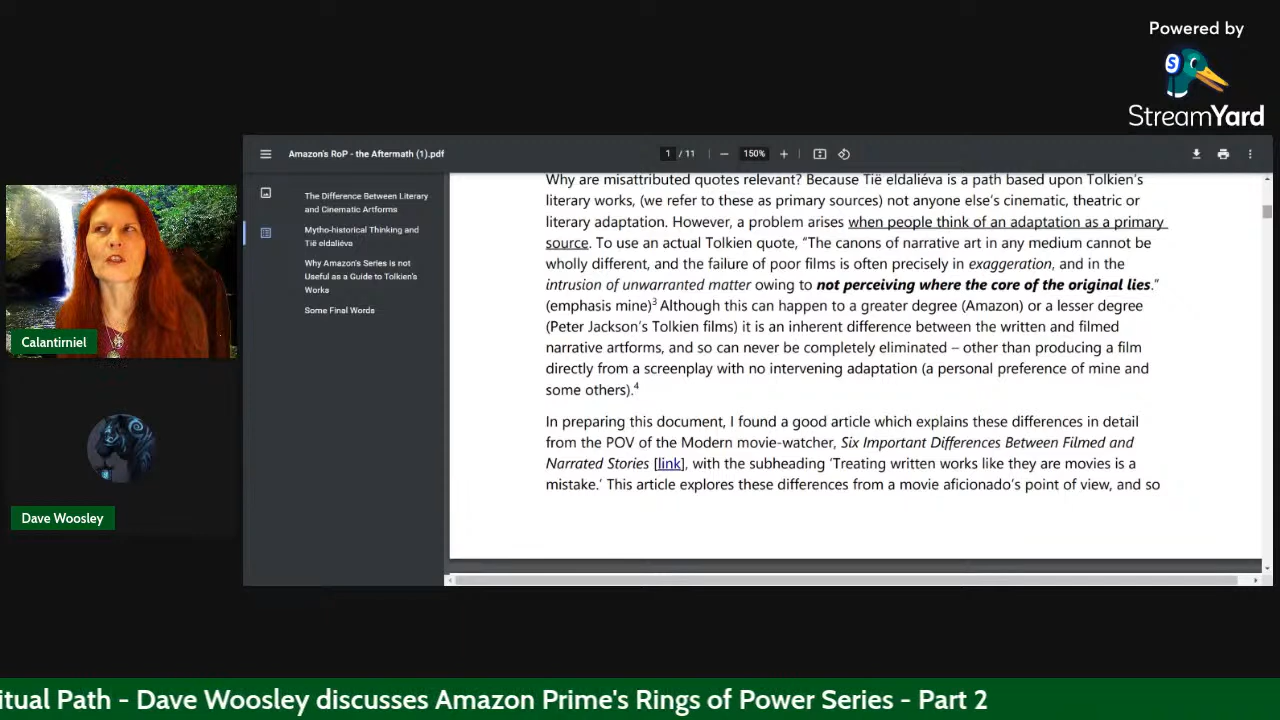 Powered by
S
StreamYard
Amazon's RoP - the Aftermath (1).pdf
1 / 11
150%
The Difference Between Literary
and Cinematic Artforms
Mytho-historical Thinking and
Tië eldaliéva
Why Amazon's Series is not
Useful as a Guide to Tolkien's
Works
Some Final Words
Why are misattributed quotes relevant? Because Tië eldaliéva is a path based upon Tolkien's
literary works, (we refer to these as primary sources) not anyone else's cinematic, theatric or
literary adaptation. However, a problem arises when people think of an adaptation as a primary
source. To use an actual Tolkien quote, “The canons of narrative art in any medium cannot be
wholly different, and the failure of poor films is often precisely in exaggeration, and in the
intrusion of unwarranted matter owing to not perceiving where the core of the original lies.”
(emphasis mine)³ Although this can happen to a greater degree (Amazon) or a lesser degree
(Peter Jackson's Tolkien films) it is an inherent difference between the written and filmed
narrative artforms, and so can never be completely eliminated – other than producing a film
directly from a screenplay with no intervening adaptation (a personal preference of mine and
some others).⁴
In preparing this document, I found a good article which explains these differences in detail
from the POV of the Modern movie-watcher, Six Important Differences Between Filmed and
Narrated Stories [link], with the subheading ‘Treating written works like they are movies is a
mistake.’ This article explores these differences from a movie aficionado's point of view, and so
Calantirniel
Dave Woosley
itual Path - Dave Woosley discusses Amazon Prime's Rings of Power Series - Part 2